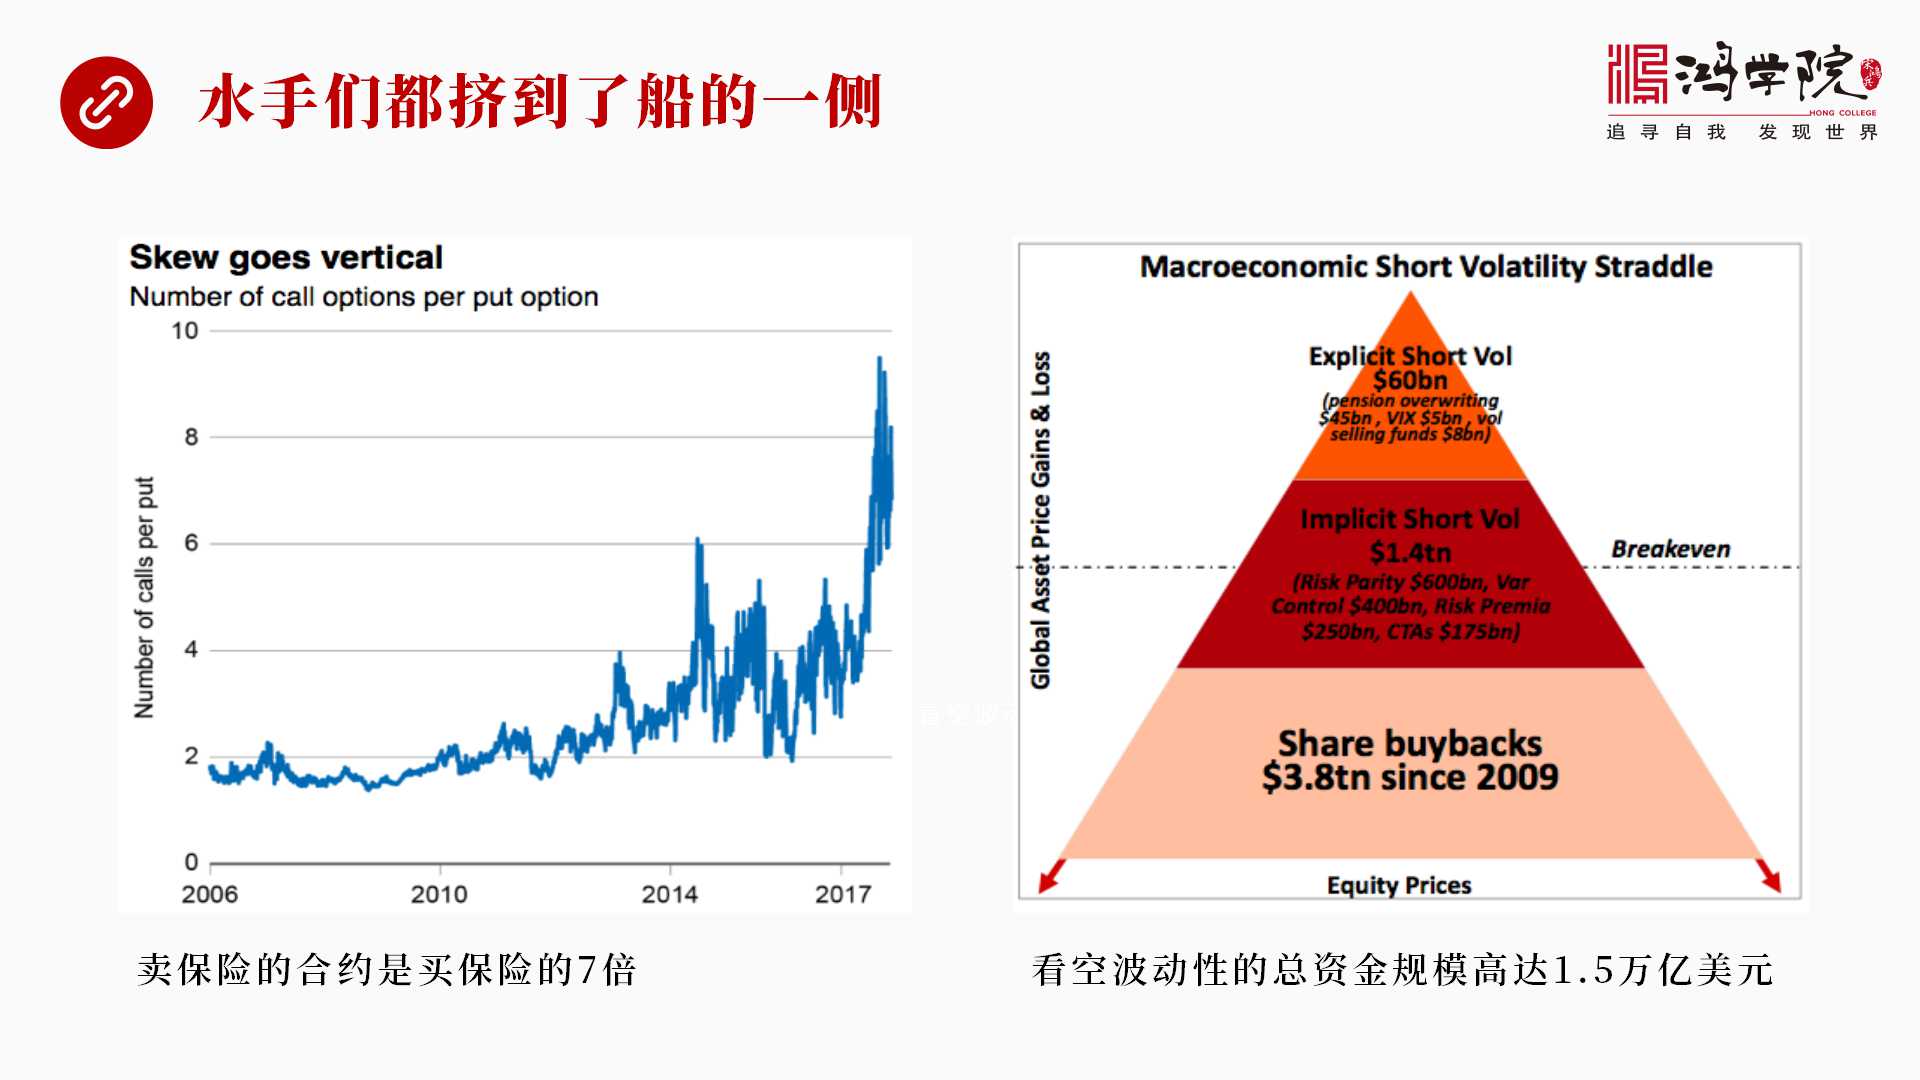 水手们都挤到了船的一侧
鸿学院
宋鸿兵
HONG COLLEGE
追寻自我 发现世界
Skew goes vertical
Number of call options per put option
Number of calls per put
10
8
6
4
2
0
2006
2010
2014
2017
卖保险的合约是买保险的7倍
Macroeconomic Short Volatility Straddle
Global Asset Price Gains & Loss
Explicit Short Vol
$60bn
(pension overwriting
$45bn , VIX $5bn , vol
selling funds $8bn)
Implicit Short Vol
$1.4tn
(Risk Parity $600bn, Var
Control $400bn, Risk Premia
$250bn, CTAs $175bn)
Breakeven
Share buybacks
$3.8tn since 2009
Equity Prices
看空波动性的总资金规模高达1.5万亿美元